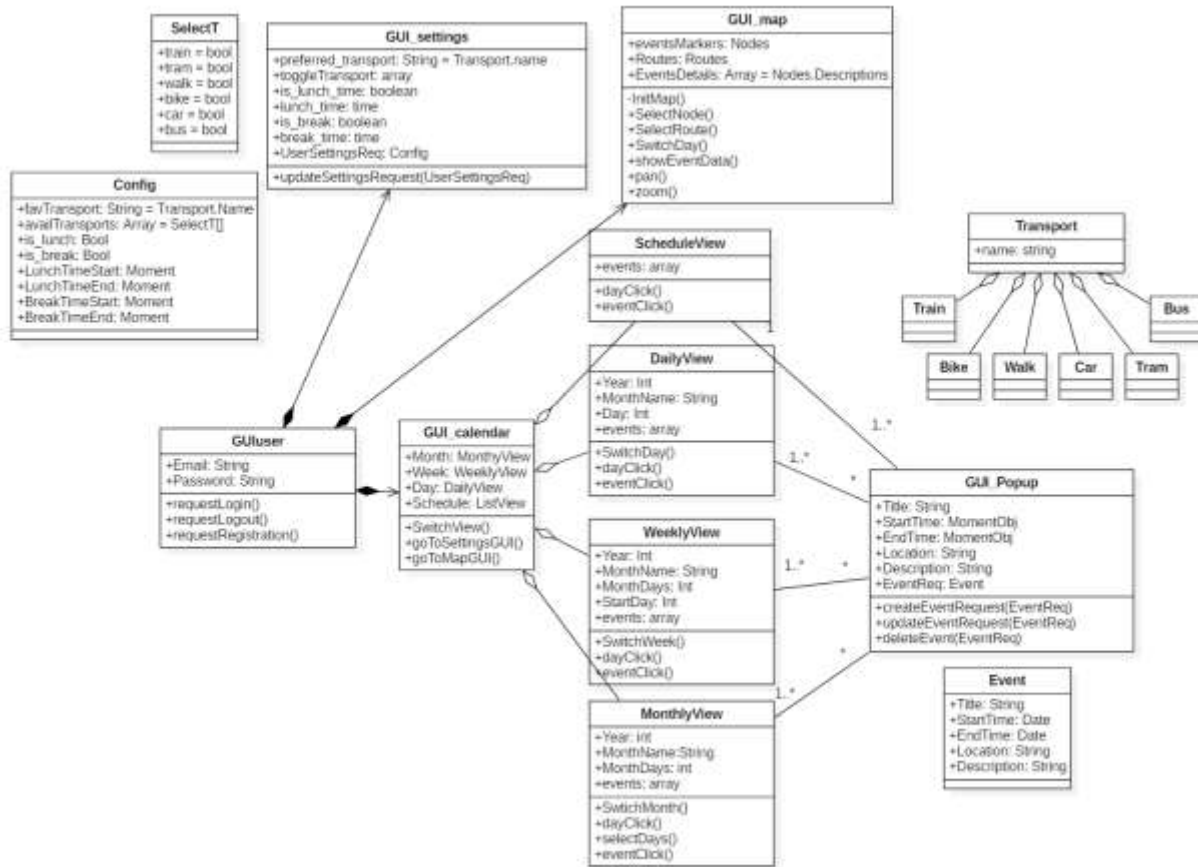 SelectT
+train = bool
+tram = bool
+walk = bool
+bike = bool
+car = bool
+bus = bool
GUI_settings
+preferred_transport: String = Transport.name
+toggleTransport: array
+is_lunch_time: boolean
+lunch_time: time
+is_break: boolean
+break_time: time
+UserSettingsReq: Config
+updateSettingsRequest(UserSettingsReq)
GUI_map
+eventsMarkers: Nodes
+Routes: Routes
+EventsDetails: Array = Nodes.Descriptions
-InitMap()
+SelectNode()
+SelectRoute()
+SwitchDay()
+showEventData()
+pan()
+zoom()
Config
+favTransport: String = Transport.Name
+availTransports: Array = SelectT[]
+is_lunch: Bool
+is_break: Bool
+LunchTimeStart: Moment
+LunchTimeEnd: Moment
+BreakTimeStart: Moment
+BreakTimeEnd: Moment
ScheduleView
+events: array
+dayClick()
+eventClick()
1
Transport
+name: string
Train
Bus
Bike
Walk
Car
Tram
DailyView
+Year: Int
+MonthName: String
+Day: Int
+events: array
+SwitchDay()
+dayClick()
+eventClick()
GUIuser
+Email: String
+Password: String
+requestLogin()
+requestLogout()
+requestRegistration()
GUI_calendar
+Month: MonthyView
+Week: WeeklyView
+Day: DailyView
+Schedule: ListView
+SwitchView()
+goToSettingsGUI()
+goToMapGUI()
1..*
1..*
*
GUI_Popup
+Title: String
+StartTime: MomentObj
+EndTime: MomentObj
+Location: String
+Description: String
+EventReq: Event
+createEventRequest(EventReq)
+updateEventRequest(EventReq)
+deleteEvent(EventReq)
WeeklyView
+Year: Int
+MonthName: String
+MonthDays: Int
+StartDay: Int
+events: array
+SwitchWeek()
+dayClick()
+eventClick()
1..*
*
*
1..*
MonthlyView
+Year: int
+MonthName:String
+MonthDays: int
+events: array
+SwtichMonth()
+dayClick()
+selectDays()
+eventClick()
Event
+Title: String
+StartTime: Date
+EndTime: Date
+Location: String
+Description: String